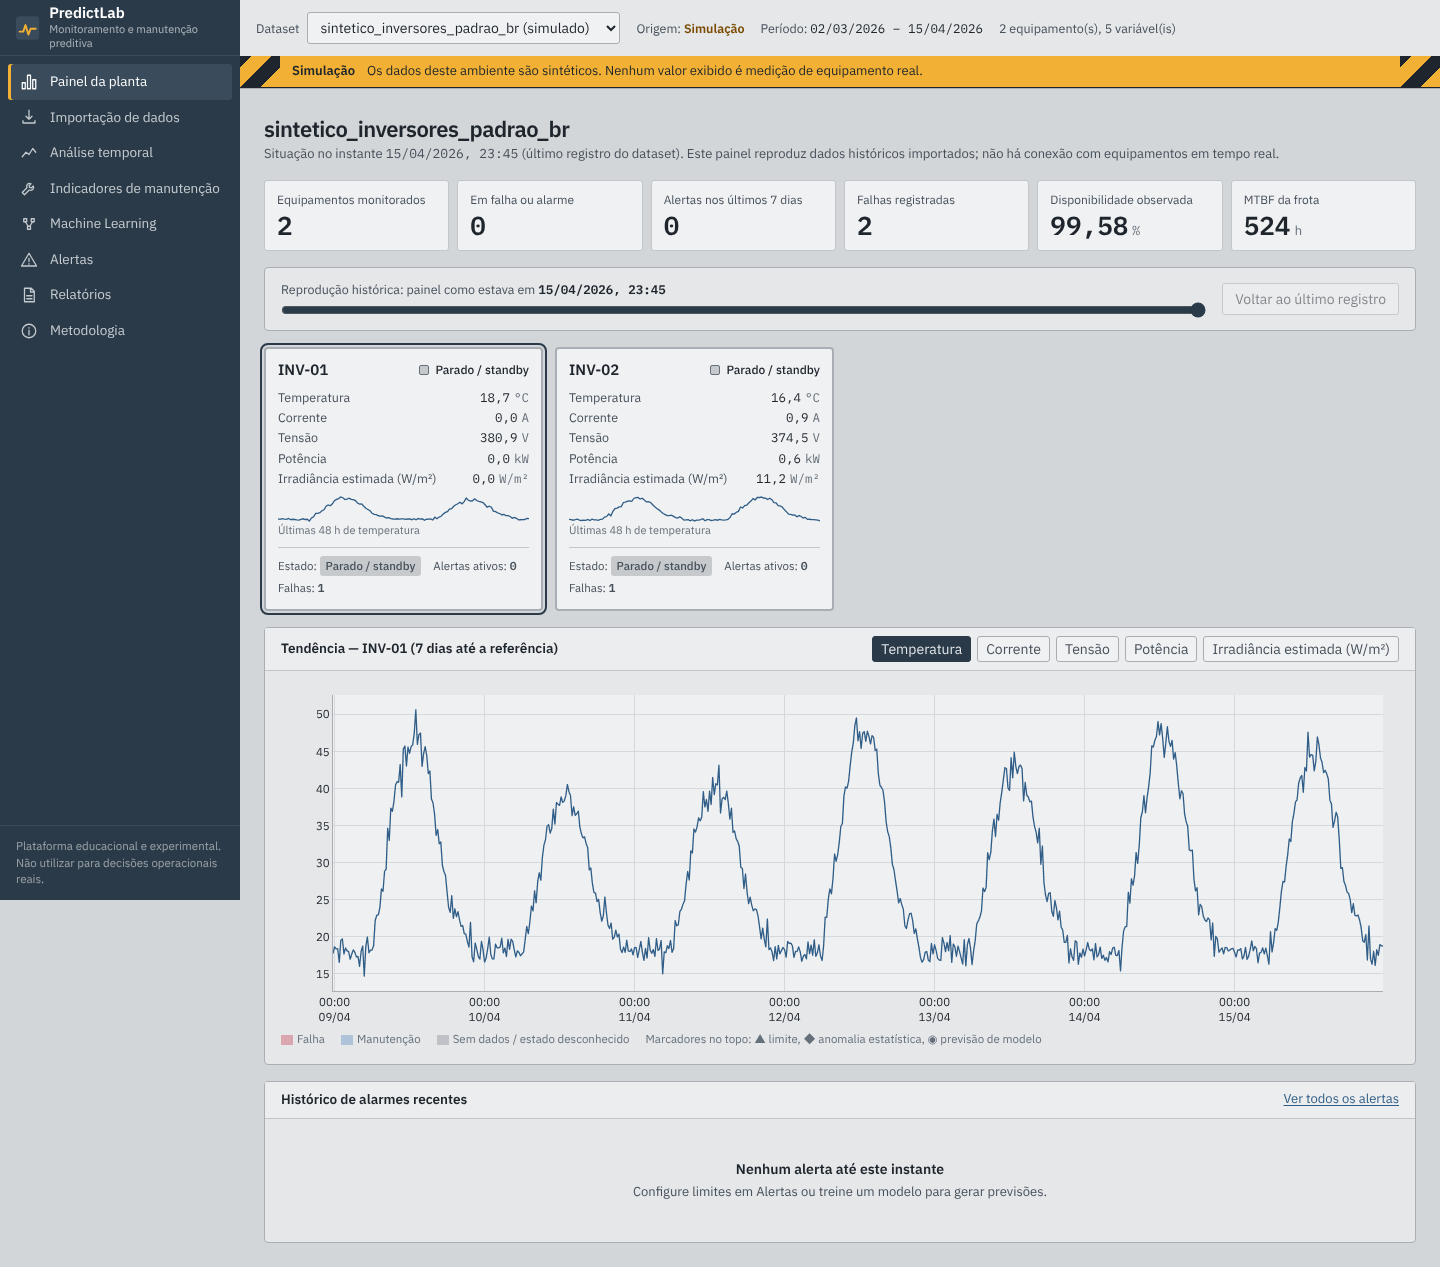 PredictLab
Monitoramento e manutenção
preditiva
Painel da planta
Importação de dados
Análise temporal
Indicadores de manutenção
Machine Learning
Alertas
Relatórios
Metodologia
Plataforma educacional e experimental.
Não utilizar para decisões operacionais
reais.
Dataset sintetico_inversores_padrao_br (simulado) Origem: Simulação Período: 02/03/2026 – 15/04/2026 2 equipamento(s), 5 variável(is)
Simulação Os dados deste ambiente são sintéticos. Nenhum valor exibido é medição de equipamento real.
sintetico_inversores_padrao_br
Situação no instante 15/04/2026, 23:45 (último registro do dataset). Este painel reproduz dados históricos importados; não há conexão com equipamentos em tempo real.
Equipamentos monitorados
2
Em falha ou alarme
0
Alertas nos últimos 7 dias
0
Falhas registradas
2
Disponibilidade observada
99,58 %
MTBF da frota
524 h
Reprodução histórica: painel como estava em 15/04/2026, 23:45
Voltar ao último registro
INV-01 Parado / standby
Temperatura 18,7 °C
Corrente 0,0 A
Tensão 380,9 V
Potência 0,0 kW
Irradiância estimada (W/m²) 0,0 W/m²
Últimas 48 h de temperatura
Estado: Parado / standby Alertas ativos: 0
Falhas: 1
INV-02 Parado / standby
Temperatura 16,4 °C
Corrente 0,9 A
Tensão 374,5 V
Potência 0,6 kW
Irradiância estimada (W/m²) 11,2 W/m²
Últimas 48 h de temperatura
Estado: Parado / standby Alertas ativos: 0
Falhas: 1
Tendência — INV-01 (7 dias até a referência)
Temperatura Corrente Tensão Potência Irradiância estimada (W/m²)
50
45
40
35
30
25
20
15
00:00 00:00 00:00 00:00 00:00 00:00 00:00
09/04 10/04 11/04 12/04 13/04 14/04 15/04
Falha Manutenção Sem dados / estado desconhecido Marcadores no topo: ▲ limite, ◆ anomalia estatística, ◉ previsão de modelo
Histórico de alarmes recentes
Ver todos os alertas
Nenhum alerta até este instante
Configure limites em Alertas ou treine um modelo para gerar previsões.